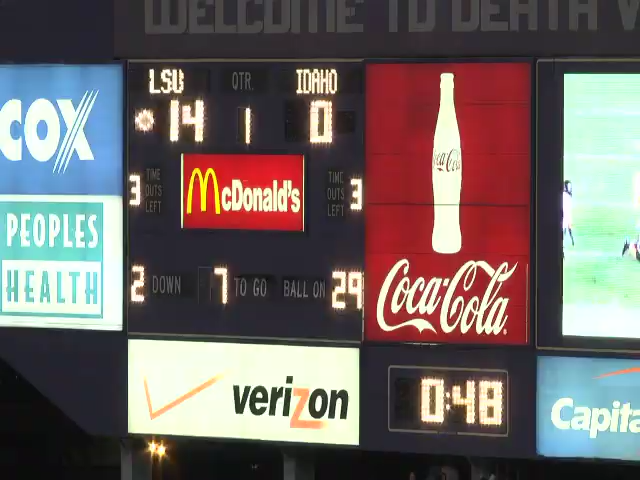 WELCOME TO DEATH V
LSU QTR. IDAHO
14 1 0
COX
3 TIME OUTS LEFT
McDonald's
TIME OUTS LEFT 3
Coca-Cola
PEOPLES
HEALTH
2 DOWN 7 TO GO BALL ON 29
Coca-Cola
verizon
0:48
Capita